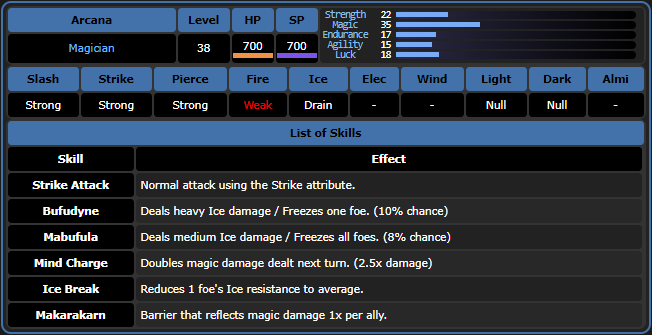 Arcana Level HP SP
Magician 38 700 700
Strength 22
Magic 35
Endurance 17
Agility 15
Luck 18
Slash Strike Pierce Fire Ice Elec Wind Light Dark Almi
Strong Strong Strong Weak Drain - - Null Null -
List of Skills
Skill Effect
Strike Attack Normal attack using the Strike attribute.
Bufudyne Deals heavy Ice damage / Freezes one foe. (10% chance)
Mabufula Deals medium Ice damage / Freezes all foes. (8% chance)
Mind Charge Doubles magic damage dealt next turn. (2.5x damage)
Ice Break Reduces 1 foe's Ice resistance to average.
Makarakarn Barrier that reflects magic damage 1x per ally.